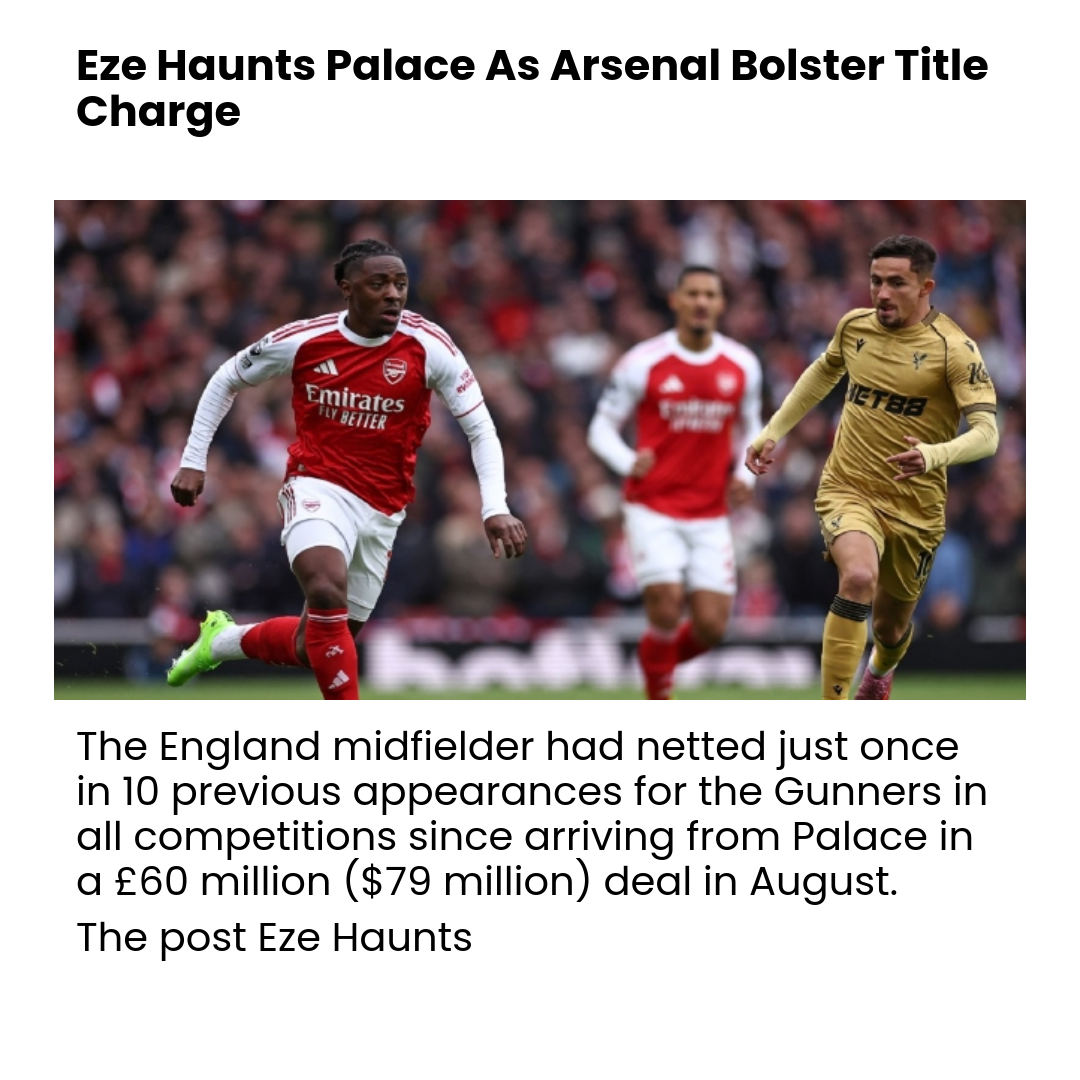 Eze Haunts Palace As Arsenal Bolster Title
Charge
Emirates
FLY BETTER
NET88
The England midfielder had netted just once
in 10 previous appearances for the Gunners in
all competitions since arriving from Palace in
a £60 million ($79 million) deal in August.
The post Eze Haunts